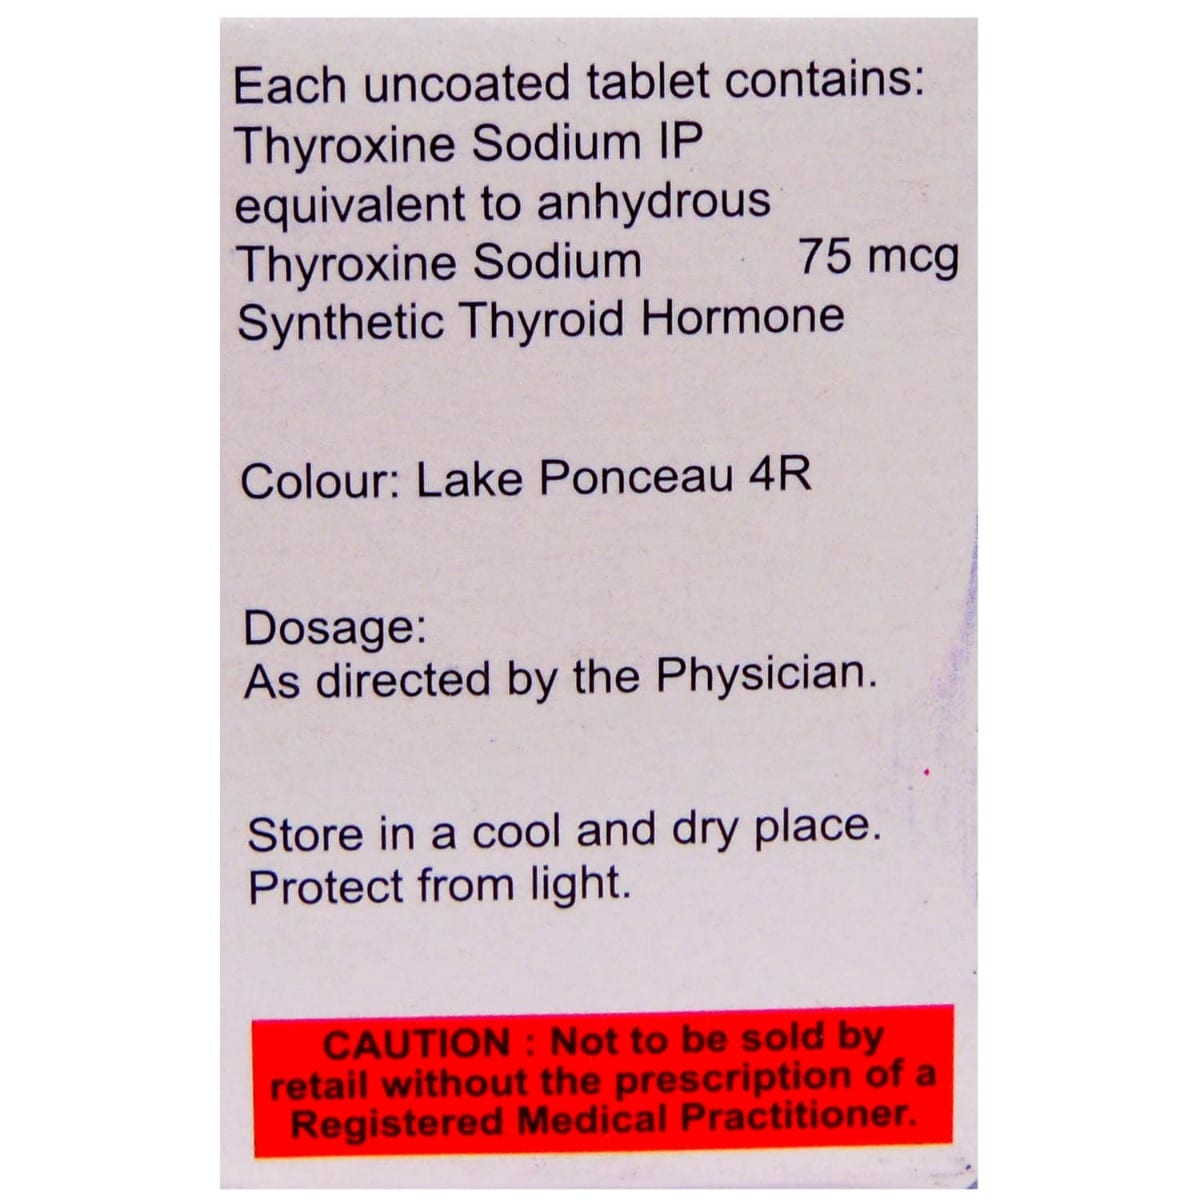 Each uncoated tablet contains:
Thyroxine Sodium IP
equivalent to anhydrous
Thyroxine Sodium 75 mcg
Synthetic Thyroid Hormone
Colour: Lake Ponceau 4R
Dosage:
As directed by the Physician.
Store in a cool and dry place.
Protect from light.
CAUTION : Not to be sold by
retail without the prescription of a
Registered Medical Practitioner.